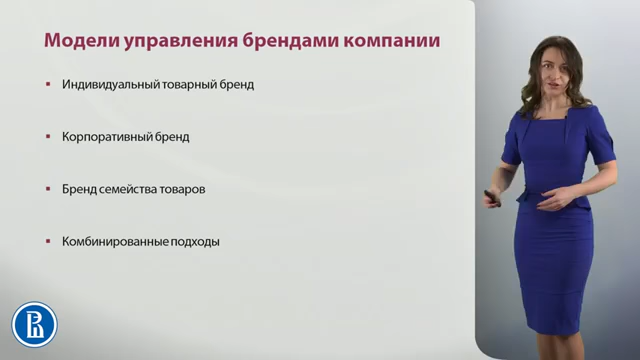 Модели управления брендами компании
Индивидуальный товарный бренд
Корпоративный бренд
Бренд семейства товаров
Комбинированные подходы